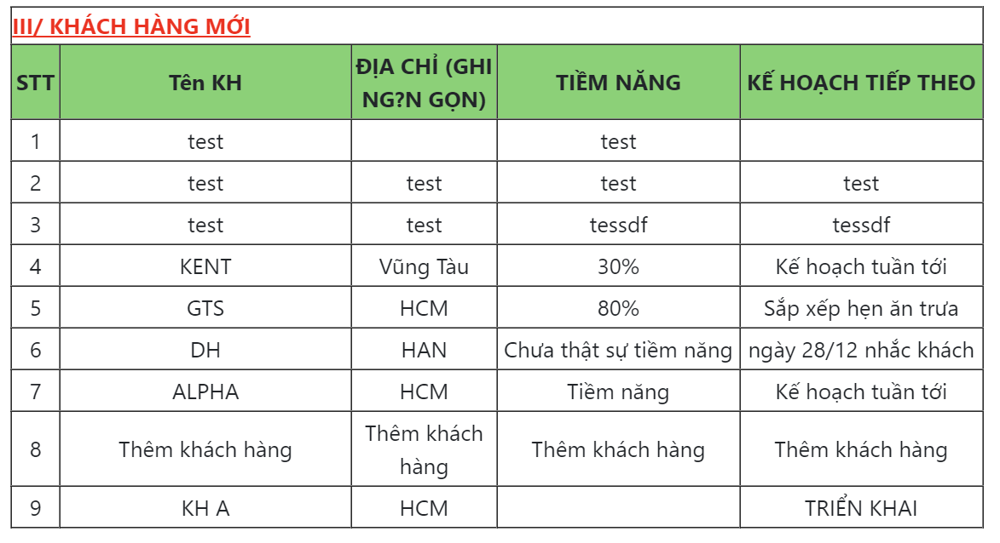 III/ KHÁCH HÀNG MỚI
STT Tên KH ĐỊA CHỈ (GHI NG?N GỌN) TIỀM NĂNG KẾ HOẠCH TIẾP THEO
1 test test
2 test test test test
3 test test tessdf tessdf
4 KENT Vũng Tàu 30% Kế hoạch tuần tới
5 GTS HCM 80% Sắp xếp hẹn ăn trưa
6 DH HAN Chưa thật sự tiềm năng ngày 28/12 nhắc khách
7 ALPHA HCM Tiềm năng Kế hoạch tuần tới
8 Thêm khách hàng Thêm khách hàng Thêm khách hàng Thêm khách hàng
9 KH A HCM TRIỂN KHAI